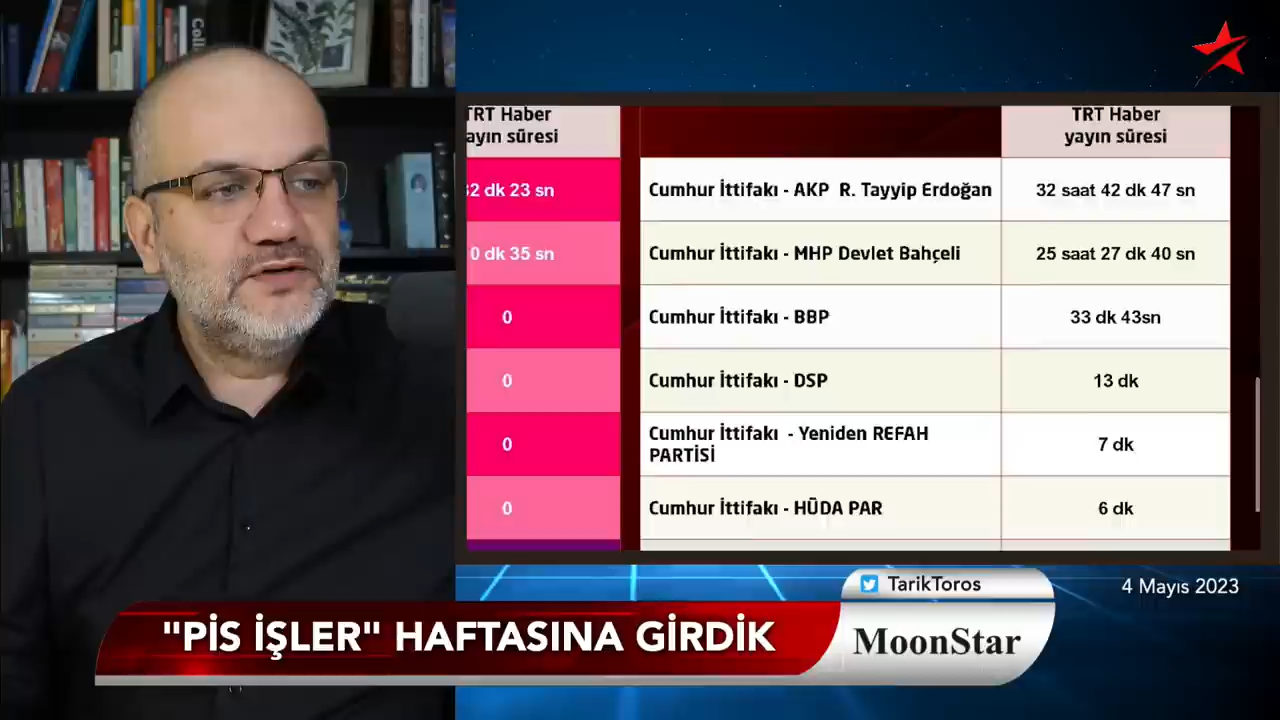 TRT Haber
yayın süresi
32 dk 23 sn
0 dk 35 sn
0
0
0
0
TRT Haber
yayın süresi
Cumhur İttifakı - AKP R. Tayyip Erdoğan
32 saat 42 dk 47 sn
Cumhur İttifakı - MHP Devlet Bahçeli
25 saat 27 dk 40 sn
Cumhur İttifakı - BBP
33 dk 43sn
Cumhur İttifakı - DSP
13 dk
Cumhur İttifakı - Yeniden REFAH
PARTİSİ
7 dk
Cumhur İttifakı - HÜDA PAR
6 dk
TarikToros
4 Mayıs 2023
"PİS İŞLER" HAFTASINA GİRDİK
MoonStar